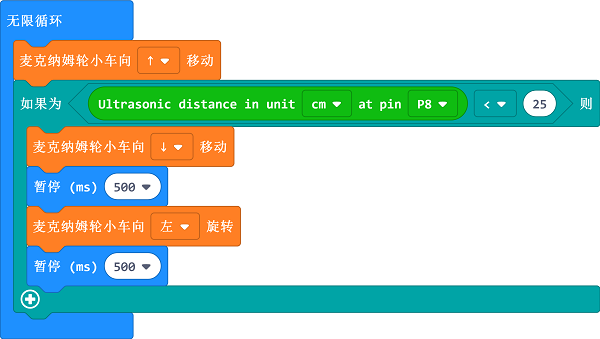 无限循环
麦克纳姆轮小车向 ↑ 移动
如果为 Ultrasonic distance in unit cm at pin P8 < 25 则
麦克纳姆轮小车向 ↓ 移动
暂停 (ms) 500
麦克纳姆轮小车向 左 旋转
暂停 (ms) 500